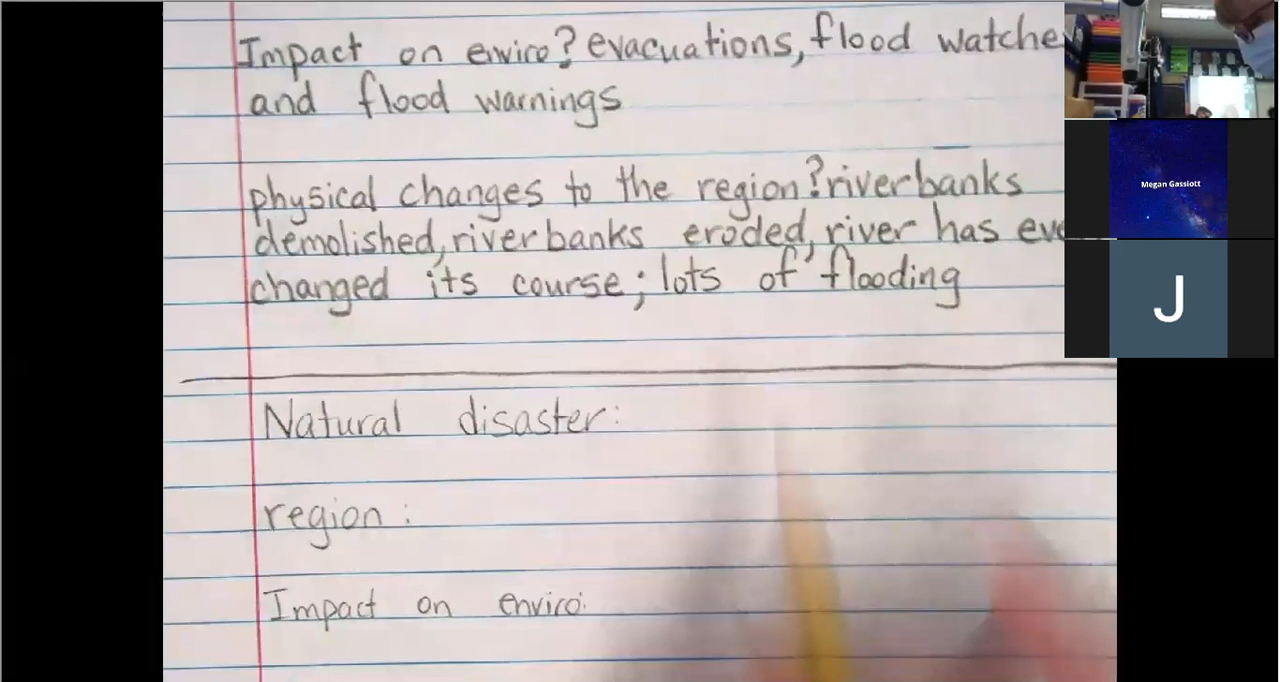 Impact on enviro? evacuations, flood watche
and flood warnings
physical changes to the region? riverbanks
demolished, riverbanks eroded, river has eve
changed its course; lots of flooding
Natural disaster:
region:
Impact on enviro:
Megan Gassiott
J